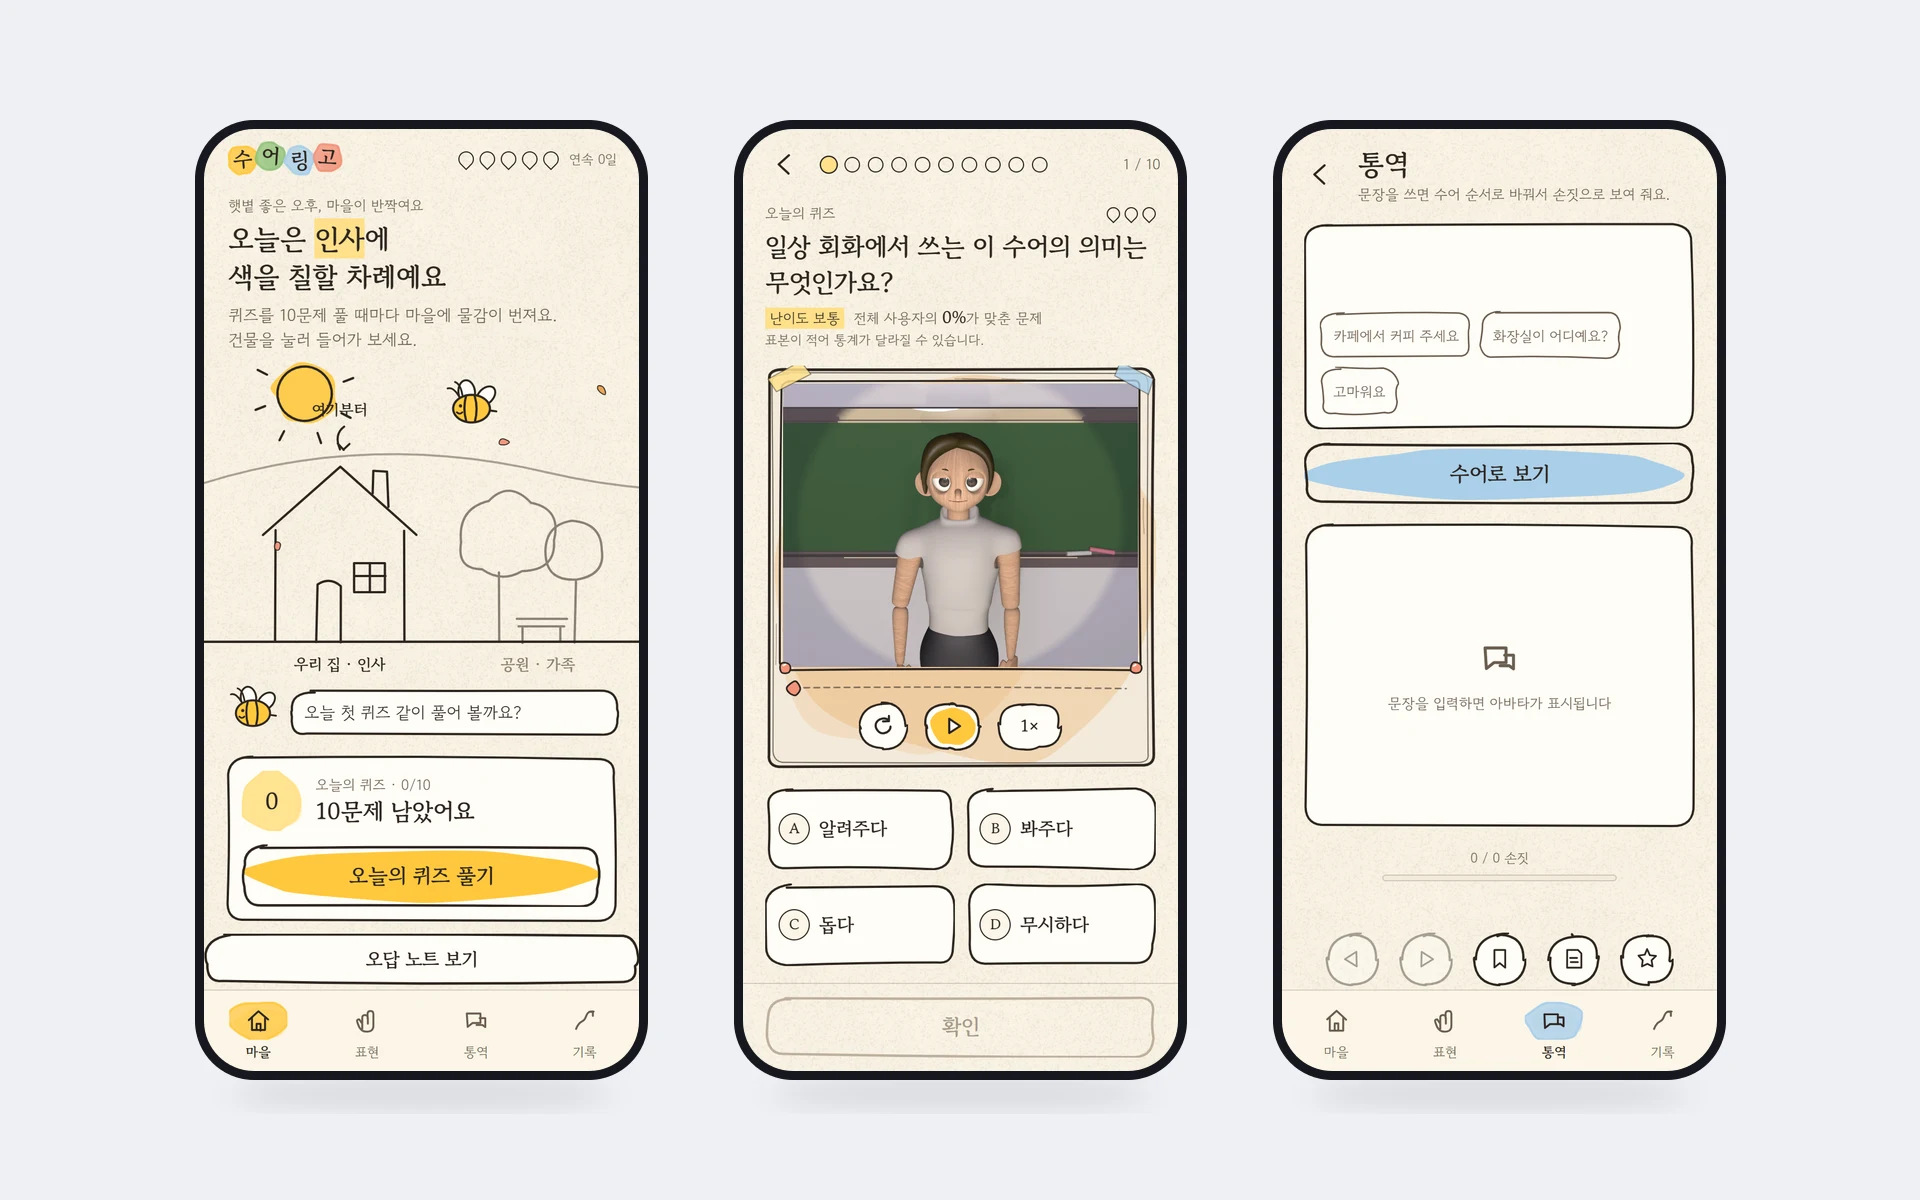 수어링고
연속 0일
햇볕 좋은 오후, 마을이 반짝여요
오늘은 인사에
색을 칠할 차례예요
퀴즈를 10문제 풀 때마다 마을에 물감이 번져요.
건물을 눌러 들어가 보세요.
여기부터
우리 집 · 인사
공원 · 가족
오늘 첫 퀴즈 같이 풀어 볼까요?
0
오늘의 퀴즈 · 0/10
10문제 남았어요
오늘의 퀴즈 풀기
오답 노트 보기
마을
표현
통역
기록
1 / 10
오늘의 퀴즈
일상 회화에서 쓰는 이 수어의 의미는
무엇인가요?
난이도 보통 전체 사용자의 0%가 맞춘 문제
표본이 적어 통계가 달라질 수 있습니다.
1×
A 알려주다
B 봐주다
C 돕다
D 무시하다
확인
통역
문장을 쓰면 수어 순서로 바꿔서 손짓으로 보여 줘요.
카페에서 커피 주세요
화장실이 어디예요?
고마워요
수어로 보기
문장을 입력하면 아바타가 표시됩니다
0 / 0 손짓
마을
표현
통역
기록